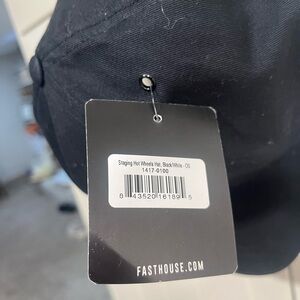 Staging Hot Wheels Hat, Black/White - OS
1417-0100
8 43520 16189 5
FASTHOUSE.COM